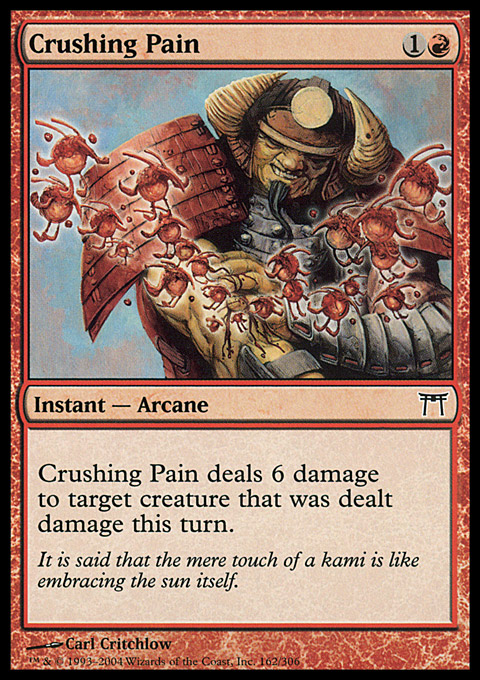 Crushing Pain 1
Instant — Arcane
Crushing Pain deals 6 damage
to target creature that was dealt
damage this turn.
It is said that the mere touch of a kami is like
embracing the sun itself.
Carl Critchlow
™ & © 1993–2004 Wizards of the Coast, Inc. 162/306